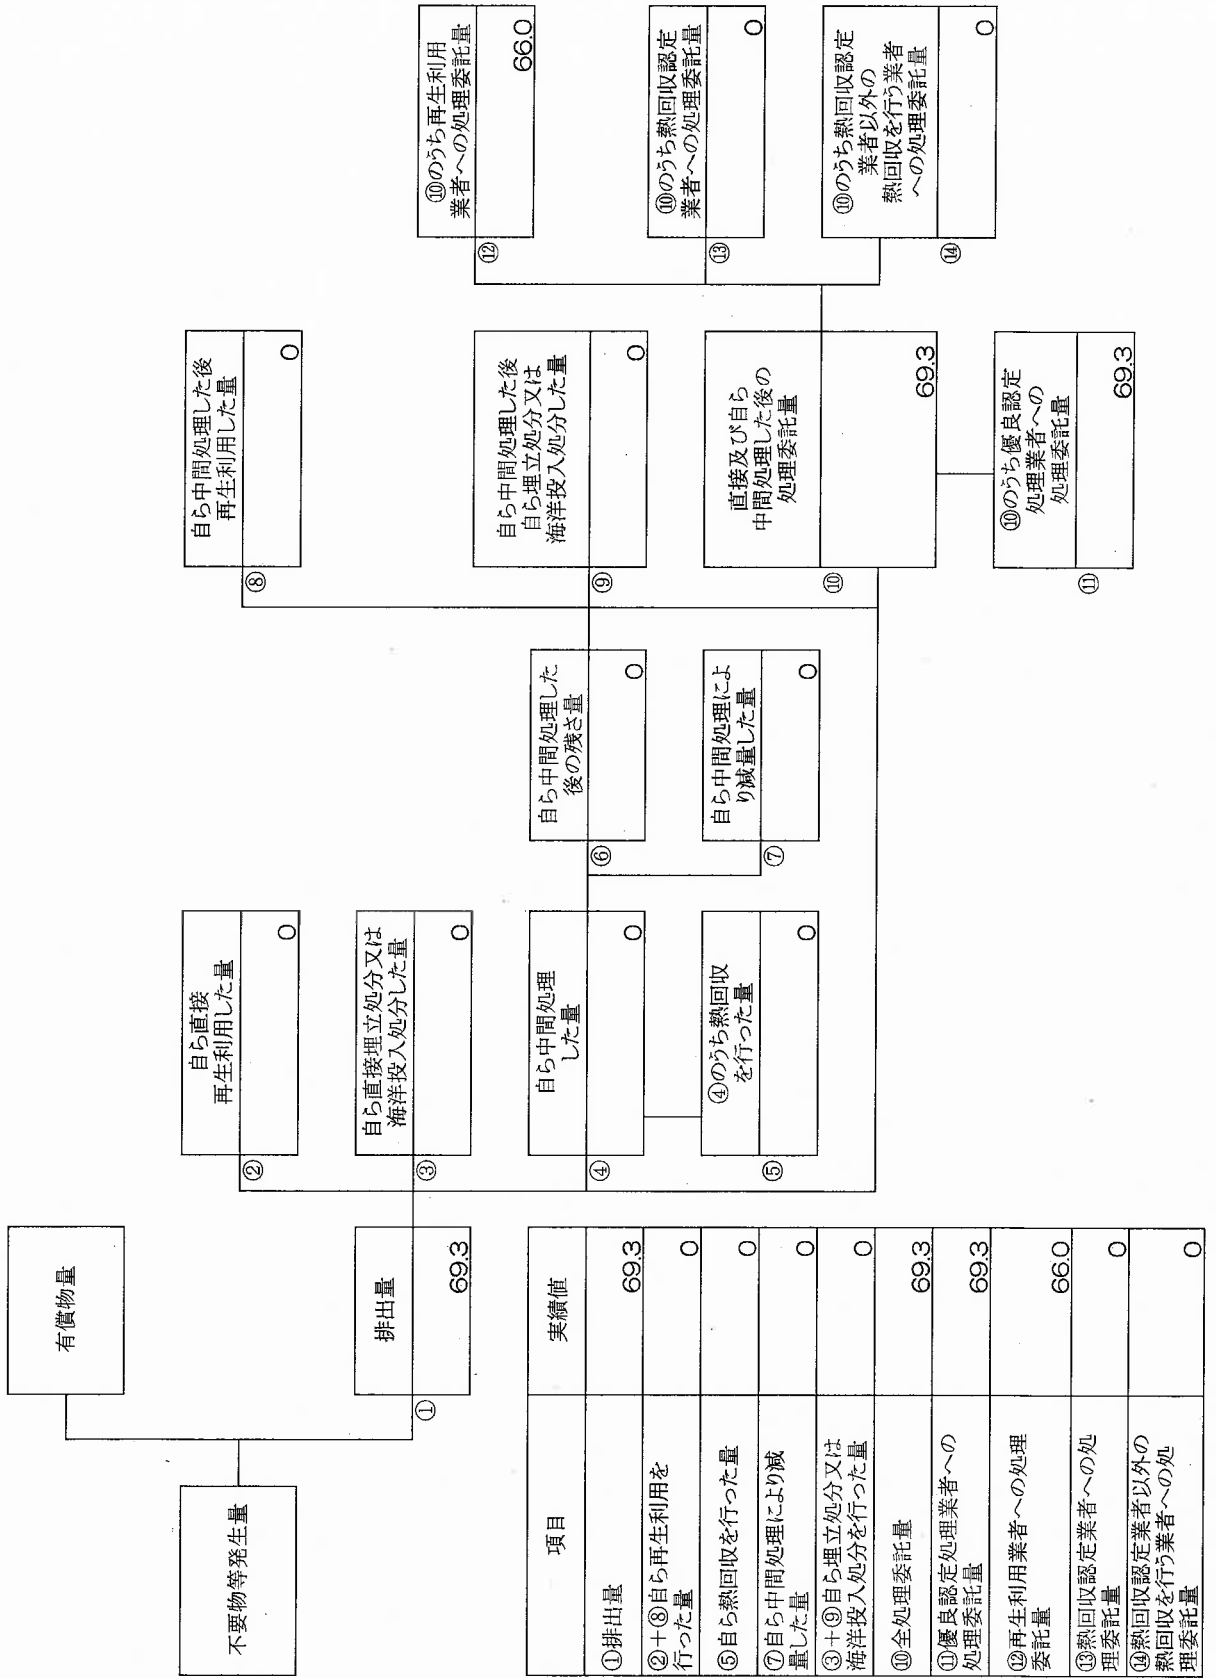 不要物等発生量
有償物量
①
排出量
69.3
②
自ら直接
再生利用した量
0
③
自ら直接埋立処分又は
海洋投入処分した量
0
④
自ら中間処理
した量
0
⑤
④のうち熱回収
を行った量
0
⑥
自ら中間処理した
後の残さ量
0
⑦
自ら中間処理によ
り減量した量
0
⑧
自ら中間処理した後
再生利用した量
0
⑨
自ら中間処理した後
自ら埋立処分又は
海洋投入処分した量
0
⑩
直接及び自ら
中間処理した後の
処理委託量
69.3
⑪
⑩のうち優良認定
処理業者への
処理委託量
69.3
⑫
⑩のうち再生利用
業者への処理委託量
66.0
⑬
⑩のうち熱回収認定
業者への処理委託量
0
⑭
⑩のうち熱回収認定
業者以外の
熱回収を行う業者
への処理委託量
0
項目 実績値
①排出量 69.3
②+⑧自ら再生利用を
行った量 0
⑤自ら熱回収を行った量 0
⑦自ら中間処理により減
量した量 0
③+⑨自ら埋立処分又は
海洋投入処分を行った量 0
⑩全処理委託量 69.3
⑪優良認定処理業者への
処理委託量 69.3
⑫再生利用業者への処理
委託量 66.0
⑬熱回収認定業者への処
理委託量 0
⑭熱回収認定業者以外の
熱回収を行う業者への処
理委託量 0